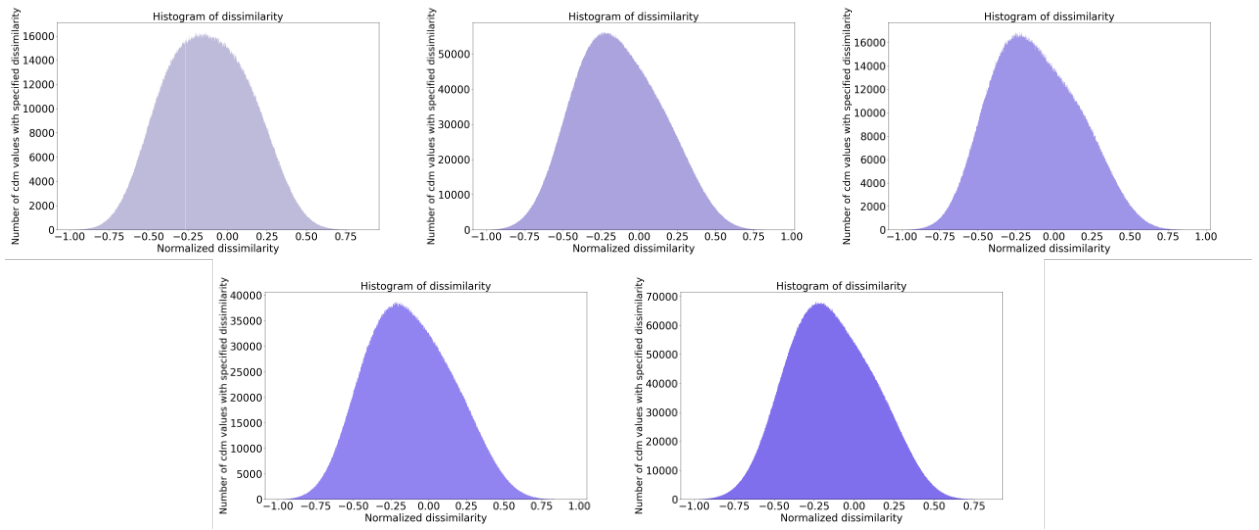 Histogram of dissimilarity
Number of cdm values with specified dissimilarity
16000
14000
12000
10000
8000
6000
4000
2000
0
−1.00 −0.75 −0.50 −0.25 0.00 0.25 0.50 0.75
Normalized dissimilarity
Histogram of dissimilarity
Number of cdm values with specified dissimilarity
50000
40000
30000
20000
10000
0
−1.00 −0.75 −0.50 −0.25 0.00 0.25 0.50 0.75 1.00
Normalized dissimilarity
Histogram of dissimilarity
Number of cdm values with specified dissimilarity
16000
14000
12000
10000
8000
6000
4000
2000
0
−1.00 −0.75 −0.50 −0.25 0.00 0.25 0.50 0.75 1.00
Normalized dissimilarity
Histogram of dissimilarity
Number of cdm values with specified dissimilarity
40000
35000
30000
25000
20000
15000
10000
5000
0
−1.00 −0.75 −0.50 −0.25 0.00 0.25 0.50 0.75 1.00
Normalized dissimilarity
Histogram of dissimilarity
Number of cdm values with specified dissimilarity
70000
60000
50000
40000
30000
20000
10000
0
−1.00 −0.75 −0.50 −0.25 0.00 0.25 0.50 0.75
Normalized dissimilarity